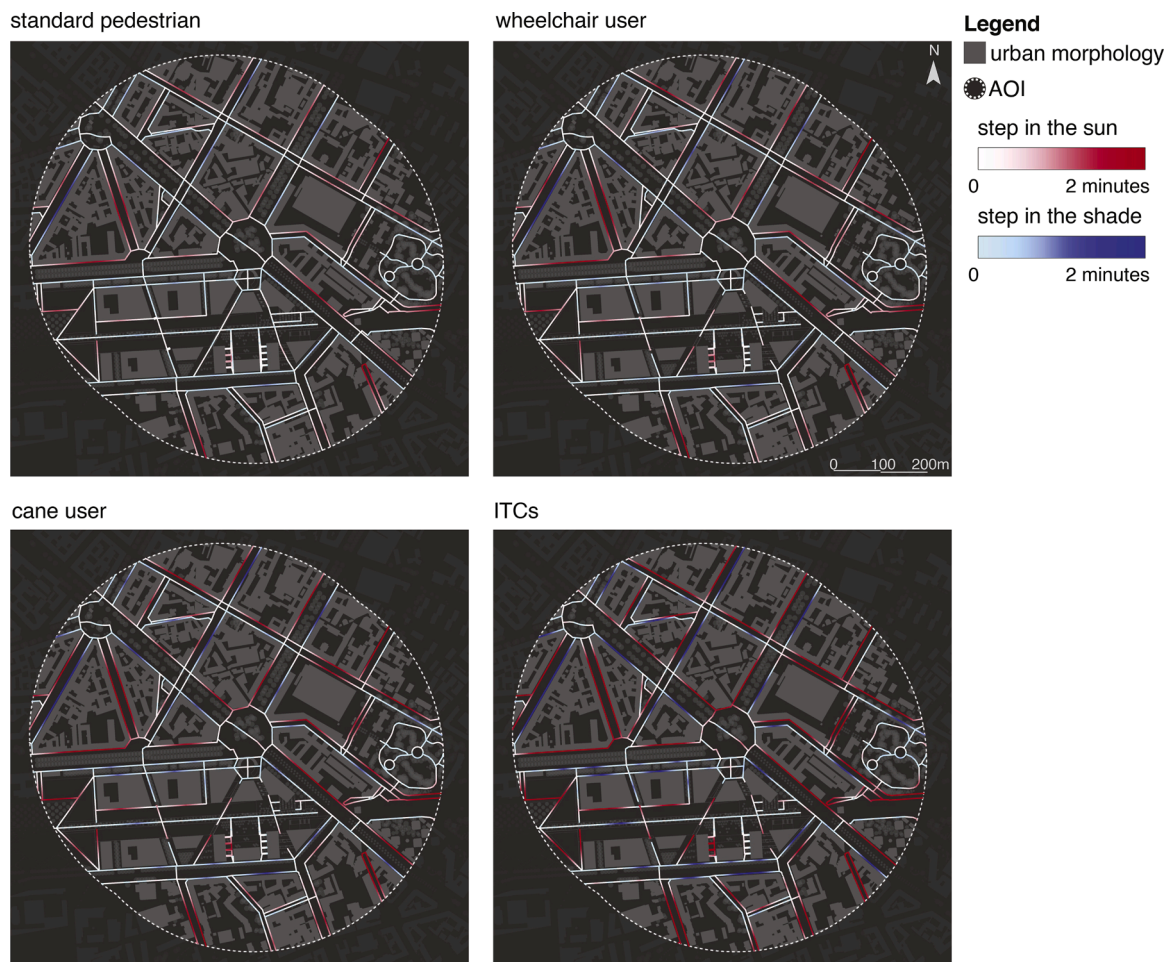 standard pedestrian
wheelchair user
Legend
urban morphology
AOI
step in the sun
0 2 minutes
step in the shade
0 2 minutes
N
0 100 200m
cane user
ITCs